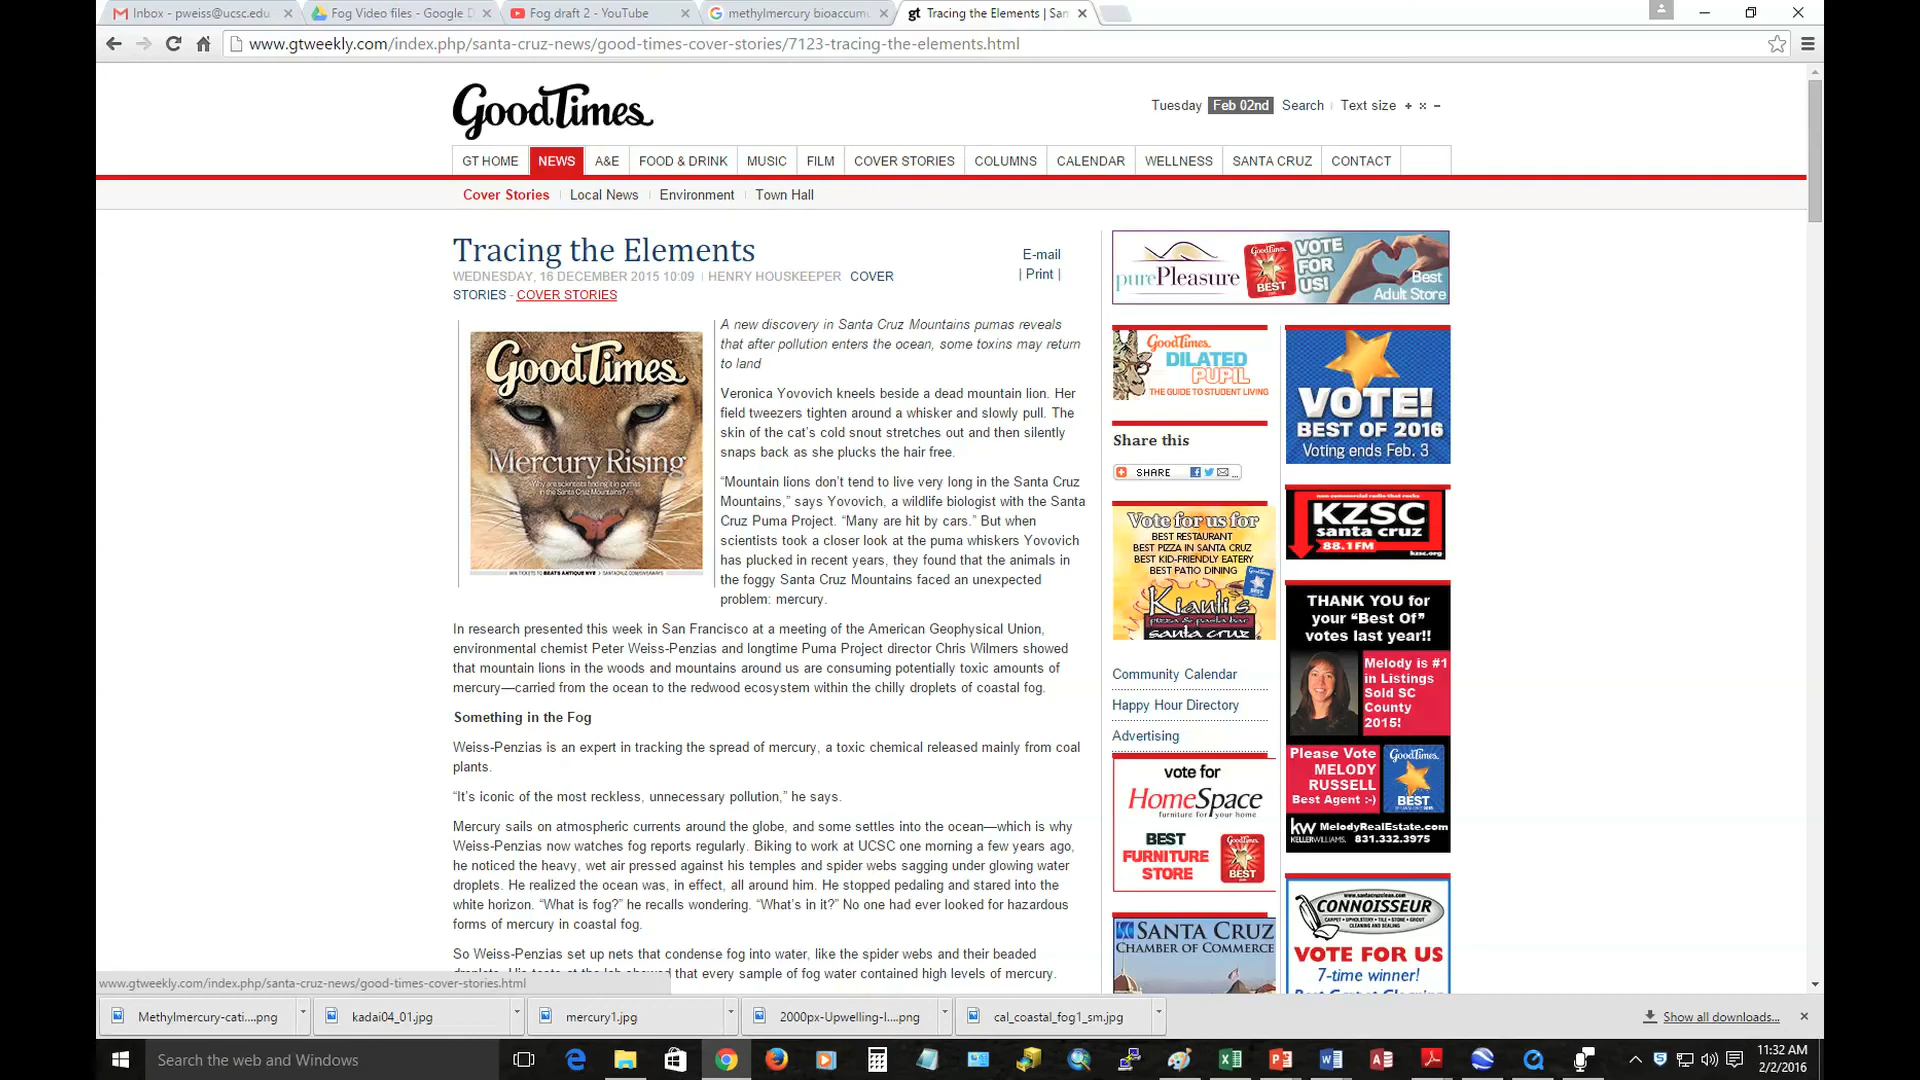 Inbox - pweiss@ucsc.edu
Fog Video files - Google D
Fog draft 2 - YouTube
methylmercury bioaccumu
gt Tracing the Elements | San
www.gtweekly.com/index.php/santa-cruz-news/good-times-cover-stories/7123-tracing-the-elements.html
GoodTimes
Tuesday Feb 02nd Search Text size + × −
GT HOME NEWS A&E FOOD & DRINK MUSIC FILM COVER STORIES COLUMNS CALENDAR WELLNESS SANTA CRUZ CONTACT
Cover Stories Local News Environment Town Hall
Tracing the Elements
WEDNESDAY, 16 DECEMBER 2015 10:09 | HENRY HOUSKEEPER COVER
STORIES - COVER STORIES
E-mail
| Print |
GoodTimes
Mercury Rising
Why are scientists finding it in pumas
in the Santa Cruz Mountains?
A new discovery in Santa Cruz Mountains pumas reveals
that after pollution enters the ocean, some toxins may return
to land
Veronica Yovovich kneels beside a dead mountain lion. Her
field tweezers tighten around a whisker and slowly pull. The
skin of the cat's cold snout stretches out and then silently
snaps back as she plucks the hair free.
“Mountain lions don’t tend to live very long in the Santa Cruz
Mountains,” says Yovovich, a wildlife biologist with the Santa
Cruz Puma Project. “Many are hit by cars.” But when
scientists took a closer look at the puma whiskers Yovovich
has plucked in recent years, they found that the animals in
the foggy Santa Cruz Mountains faced an unexpected
problem: mercury.
In research presented this week in San Francisco at a meeting of the American Geophysical Union,
environmental chemist Peter Weiss-Penzias and longtime Puma Project director Chris Wilmers showed
that mountain lions in the woods and mountains around us are consuming potentially toxic amounts of
mercury—carried from the ocean to the redwood ecosystem within the chilly droplets of coastal fog.
Something in the Fog
Weiss-Penzias is an expert in tracking the spread of mercury, a toxic chemical released mainly from coal
plants.
“It’s iconic of the most reckless, unnecessary pollution,” he says.
Mercury sails on atmospheric currents around the globe, and some settles into the ocean—which is why
Weiss-Penzias now watches fog reports regularly. Biking to work at UCSC one morning a few years ago,
he noticed the heavy, wet air pressed against his temples and spider webs sagging under glowing water
droplets. He realized the ocean was, in effect, all around him. He stopped pedaling and stared into the
white horizon. “What is fog?” he recalls wondering. “What’s in it?” No one had ever looked for hazardous
forms of mercury in coastal fog.
So Weiss-Penzias set up nets that condense fog into water, like the spider webs and their beaded
that every sample of fog water contained high levels of mercury.
purePleasure
GoodTimes
BEST
VOTE
FOR
US!
Best
Adult Store
GoodTimes
DILATED
PUPIL
THE GUIDE TO STUDENT LIVING
Share this
SHARE
Vote for us for
BEST RESTAURANT
BEST PIZZA IN SANTA CRUZ
BEST KID-FRIENDLY EATERY
BEST PATIO DINING
Kianti's
pizza & pasta bar
santa cruz
Community Calendar
Happy Hour Directory
Advertising
vote for
HomeSpace
furniture for your home
BEST
FURNITURE
STORE
BEST
SANTA CRUZ
CHAMBER OF COMMERCE
VOTE!
BEST OF 2016
Voting ends Feb. 3
non-commercial radio that rocks
KZSC
santa cruz
88.1FM
kzsc.org
THANK YOU for
your “Best Of”
votes last year!!
Melody is #1
in Listings
Sold SC
County
2015!
Please Vote
MELODY
RUSSELL
Best Agent :-)
GoodTimes
BEST
kw MelodyRealEstate.com
KELLERWILLIAMS. 831.332.3975
www.santacruzclean.com
CONNOISSEUR
CARPET • UPHOLSTERY • TILE • STONE • GROUT
CLEANING AND SEALING
VOTE FOR US
7-time winner!
www.gtweekly.com/index.php/santa-cruz-news/good-times-cover-stories.html
Methylmercury-cati....png
kadai04_01.jpg
mercury1.jpg
2000px-Upwelling-i....png
cal_coastal_fog1_sm.jpg
Show all downloads...
Search the web and Windows
11:32 AM
2/2/2016